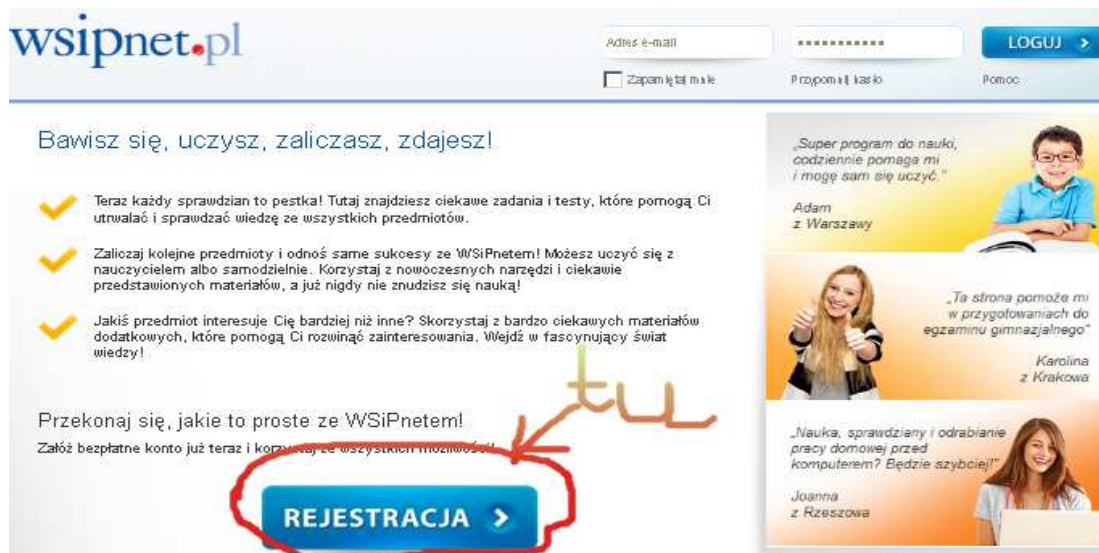 wsipnet.pl
Adres e-mail
LOGUJ >
Zapamiętaj mnie
Przypomnij hasło
Pomoc
Bawisz się, uczysz, zaliczasz, zdajesz!
Teraz każdy sprawdzian to pestka! Tutaj znajdziesz ciekawe zadania i testy, które pomogą Ci
utrwalać i sprawdzać wiedzę ze wszystkich przedmiotów.
Zaliczaj kolejne przedmioty i odnoś same sukcesy ze WSiPnetem! Możesz uczyć się z
nauczycielem albo samodzielnie. Korzystaj z nowoczesnych narzędzi i ciekawie
przedstawionych materiałów, a już nigdy nie znudzisz się nauką!
Jakiś przedmiot interesuje Cię bardziej niż inne? Skorzystaj z bardzo ciekawych materiałów
dodatkowych, które pomogą Ci rozwinąć zainteresowania. Wejdź w fascynujący świat
wiedzy!
tu
Przekonaj się, jakie to proste ze WSiPnetem!
Załóż bezpłatne konto już teraz i korzystaj ze wszystkich możliwości!
REJESTRACJA >
„Super program do nauki,
codziennie pomaga mi
i mogę sam się uczyć."
Adam
z Warszawy
„Ta strona pomoże mi
w przygotowaniach do
egzaminu gimnazjalnego"
Karolina
z Krakowa
„Nauka, sprawdziany i odrabianie
pracy domowej przed
komputerem? Będzie szybciej!"
Joanna
z Rzeszowa